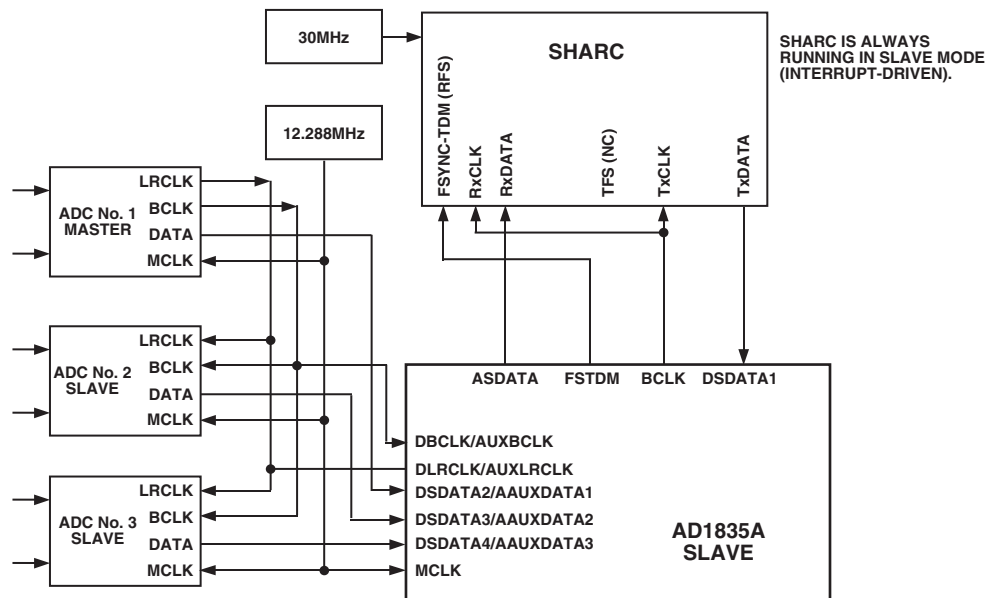 30MHz
SHARC
SHARC IS ALWAYS
RUNNING IN SLAVE MODE
(INTERRUPT-DRIVEN).
12.288MHz
FSYNC-TDM (RFS)
RxCLK
RxDATA
TFS (NC)
TxCLK
TxDATA
ADC No. 1
MASTER
LRCLK
BCLK
DATA
MCLK
ADC No. 2
SLAVE
LRCLK
BCLK
DATA
MCLK
ADC No. 3
SLAVE
LRCLK
BCLK
DATA
MCLK
ASDATA
FSTDM
BCLK
DSDATA1
DBCLK/AUXBCLK
DLRCLK/AUXLRCLK
DSDATA2/AAUXDATA1
DSDATA3/AAUXDATA2
DSDATA4/AAUXDATA3
MCLK
AD1835A
SLAVE